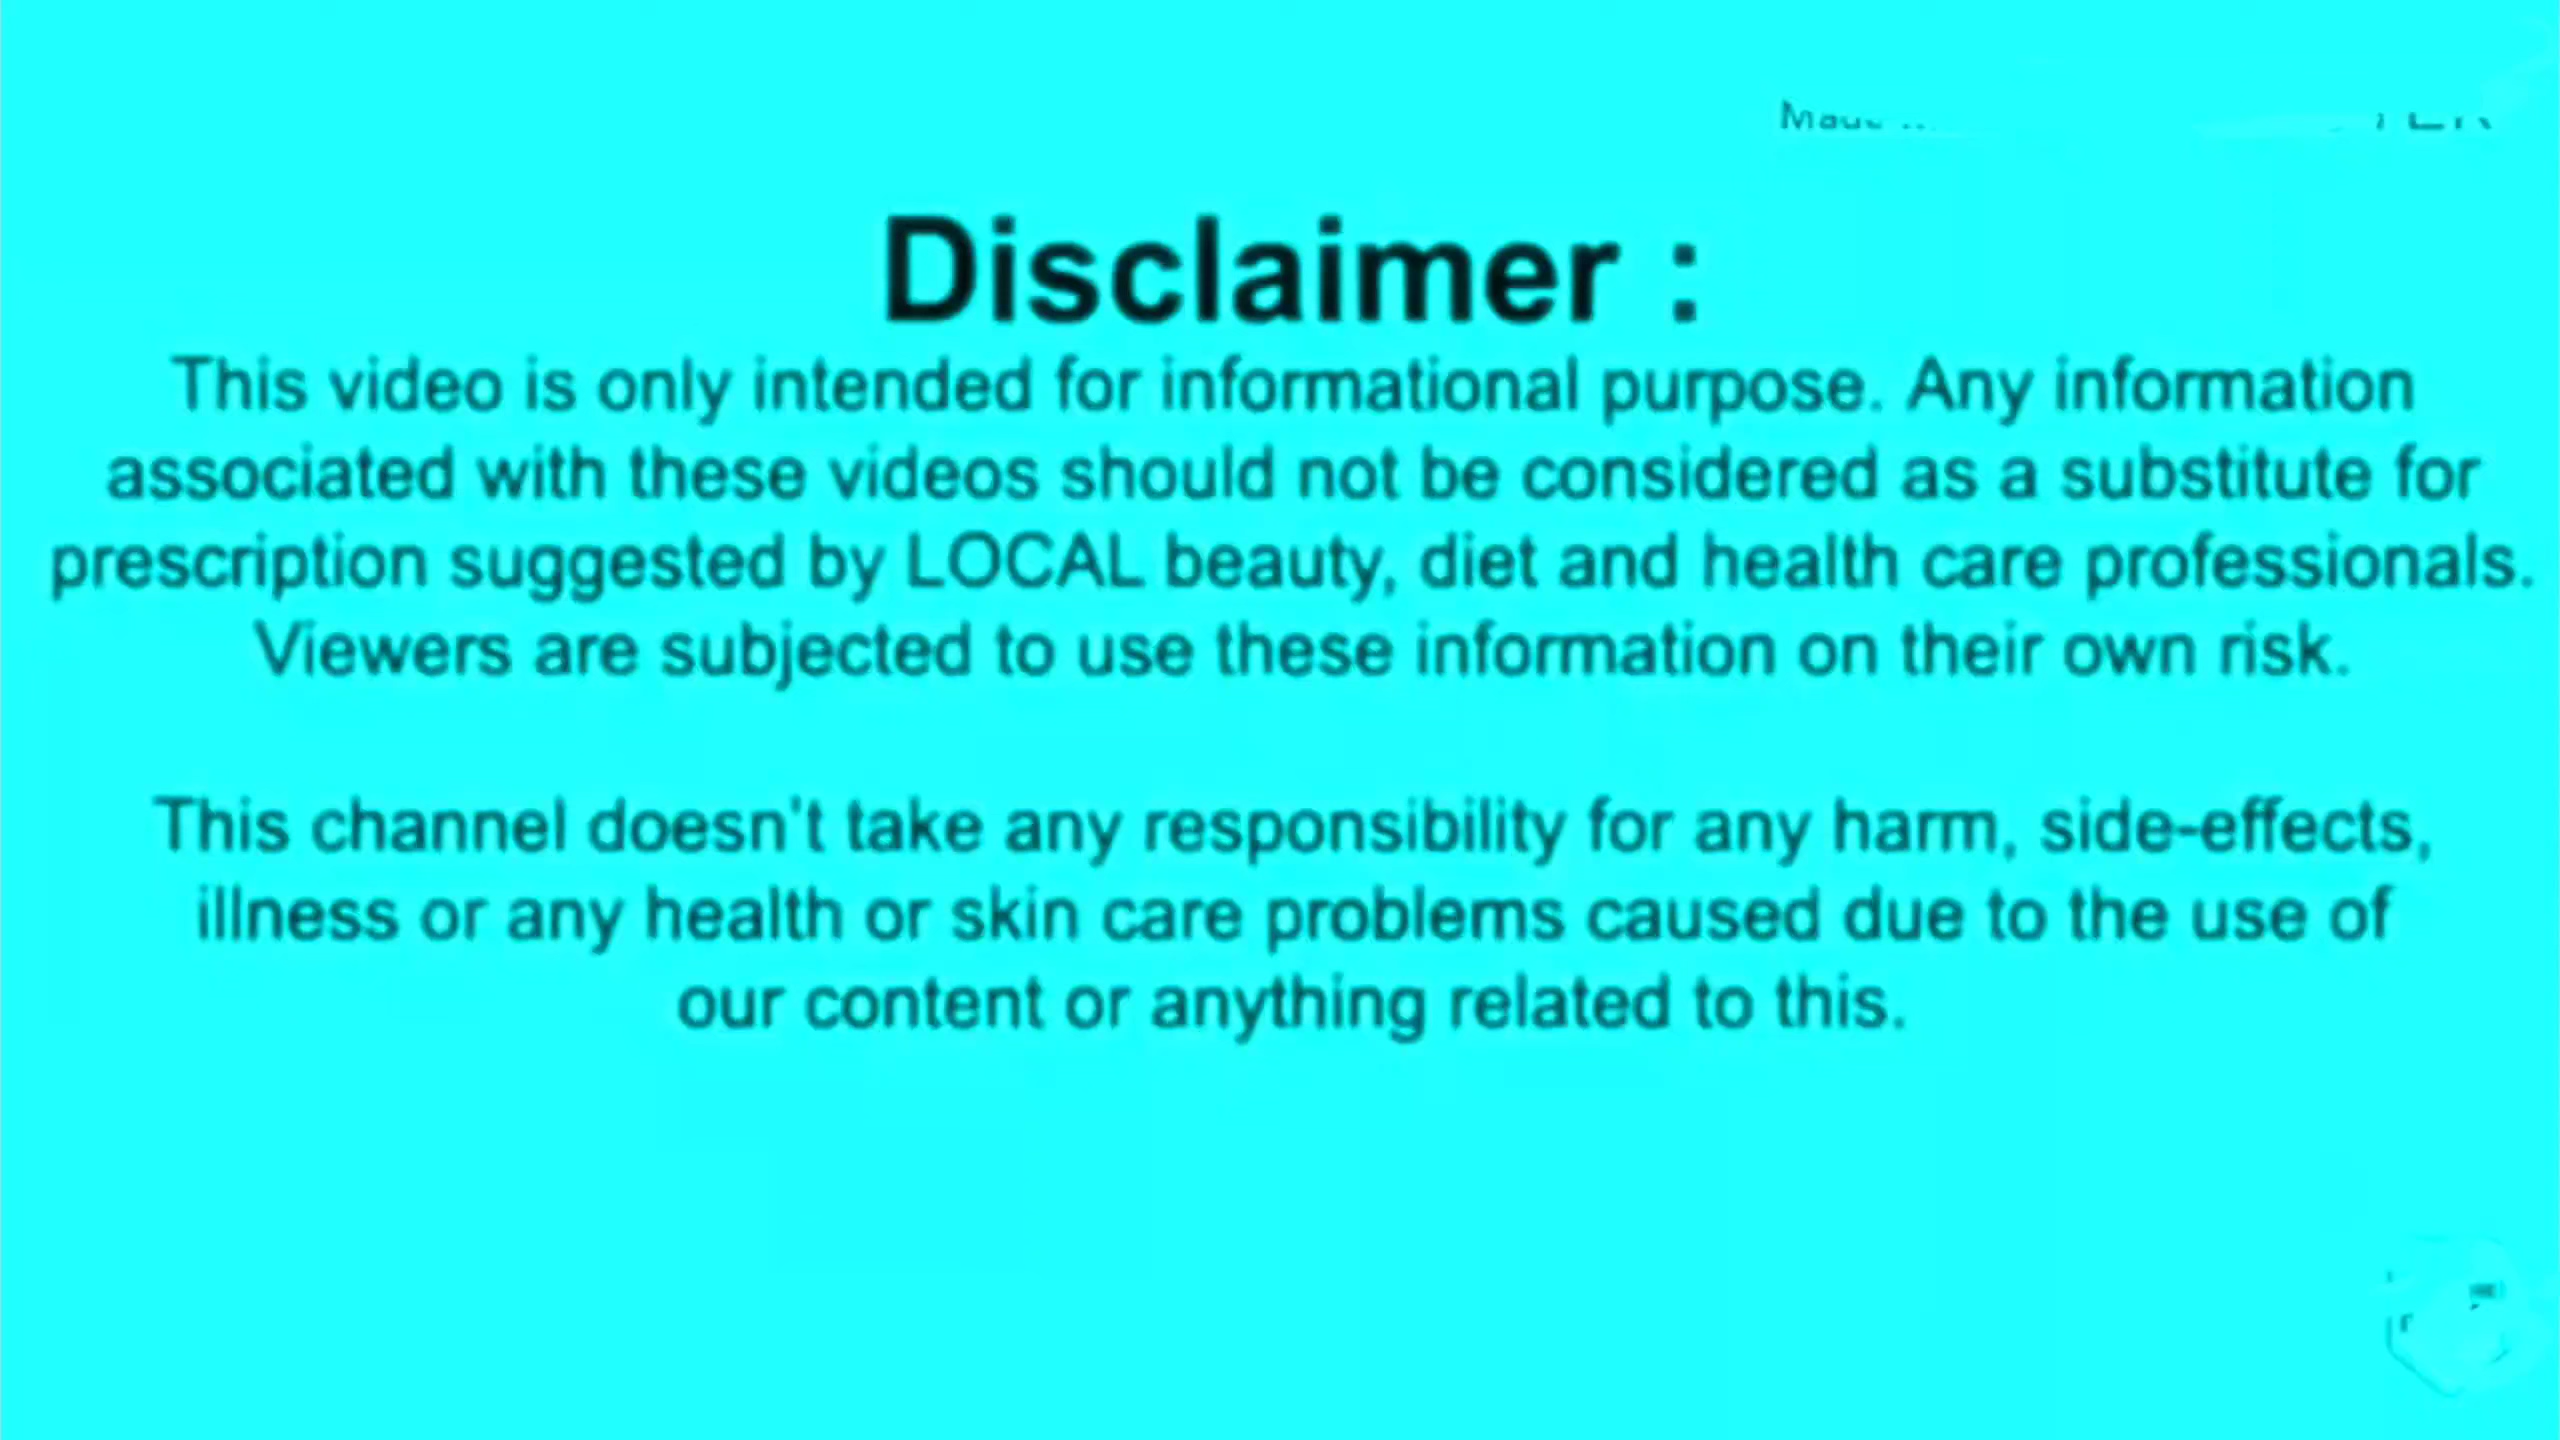 Disclaimer :
This video is only intended for informational purpose. Any information
associated with these videos should not be considered as a substitute for
prescription suggested by LOCAL beauty, diet and health care professionals.
Viewers are subjected to use these information on their own risk.
This channel doesn't take any responsibility for any harm, side-effects,
illness or any health or skin care problems caused due to the use of
our content or anything related to this.